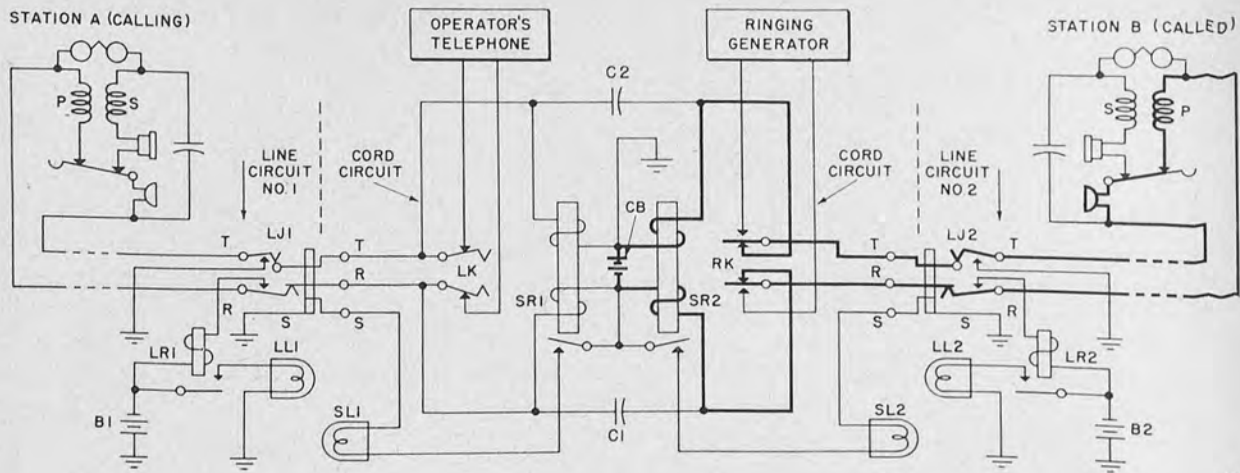 STATION A (CALLING)
OPERATOR'S
TELEPHONE
RINGING
GENERATOR
STATION B (CALLED)
C2
P
S
S
P
LINE
CIRCUIT
NO. 1
CORD
CIRCUIT
CORD
CIRCUIT
LINE
CIRCUIT
NO. 2
CB
T
LJ1
T
T
LJ2
T
LK
RK
R
R
R
R
SR1
SR2
S
S
S
S
LR1
LL1
LL2
LR2
B1
SL1
C1
SL2
B2